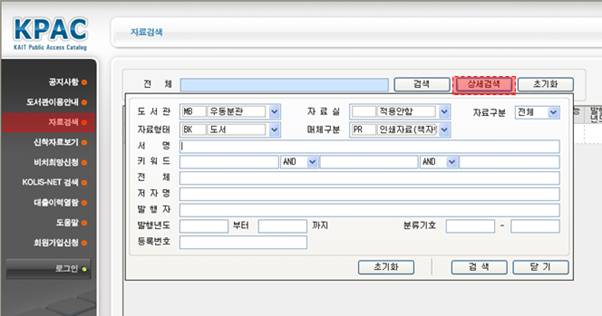 KPAC
KAIT Public Access Catalog
자료검색
공지사항
도서관이용안내
자료검색
신착자료보기
비치희망신청
KOLIS-NET 검색
대출이력열람
도움말
회원가입신청
로그인
전 체 검색 상세검색 초기화
도 서 관 MB 우동분관 자 료 실 적용안함 자료구분 전체
자료형태 BK 도서 매체구분 PR 인쇄자료(책자
서 명
키 워 드 AND AND
전 체
저 자 명
발 행 자
발행년도 부터 까지 분류기호 -
등록번호
초기화 검 색 닫 기